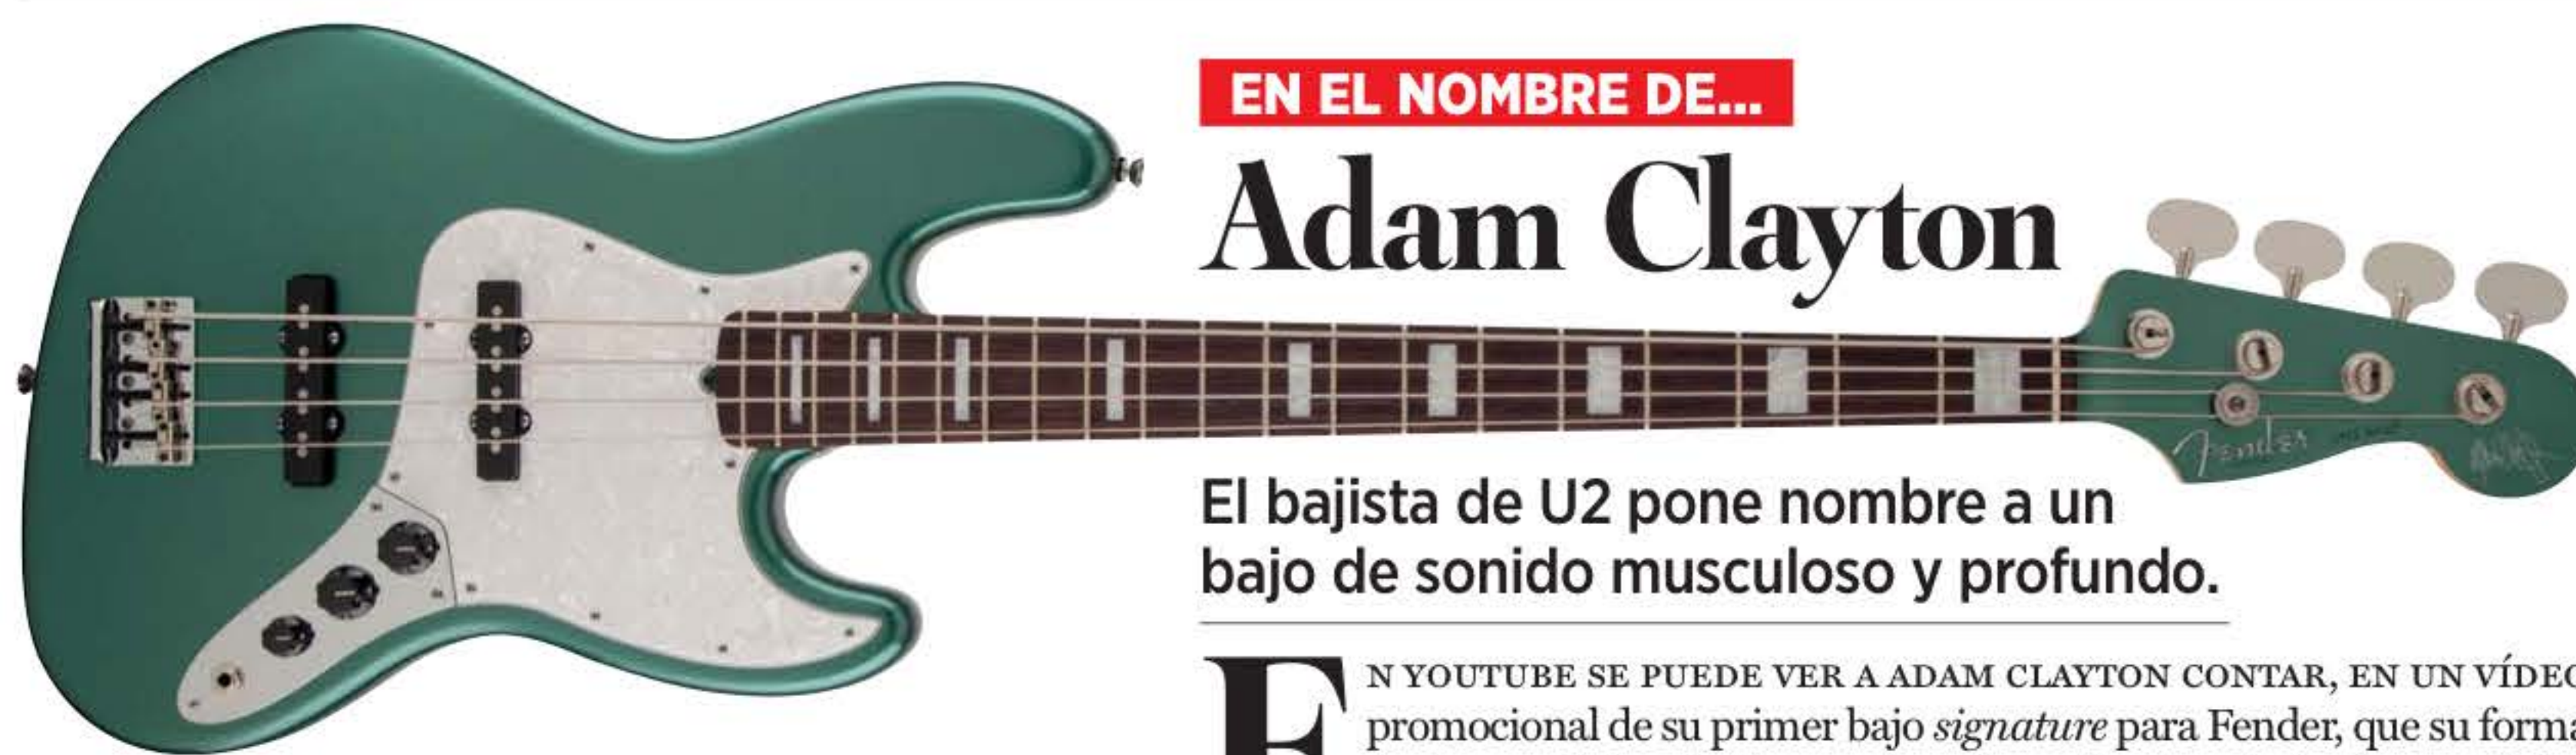 EN EL NOMBRE DE...
Adam Clayton
Fender
El bajista de U2 pone nombre a un
bajo de sonido musculoso y profundo.
EN YOUTUBE SE PUEDE VER A ADAM CLAYTON CONTAR, EN UN VÍDEO
promocional de su primer bajo signature para Fender, que su forma